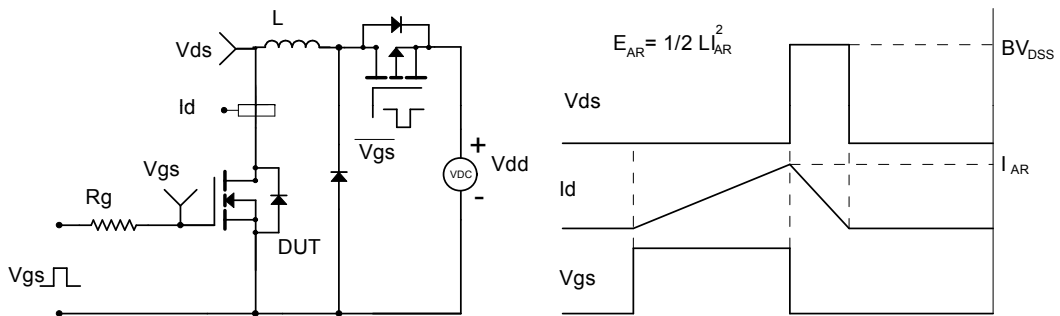 L
Vds
Id
Vgs
Rg
DUT
Vgs
Vgs
+
VDC
-
Vdd
E_AR = 1/2 LI_AR^2
BV_DSS
Vds
I_AR
Id
Vgs